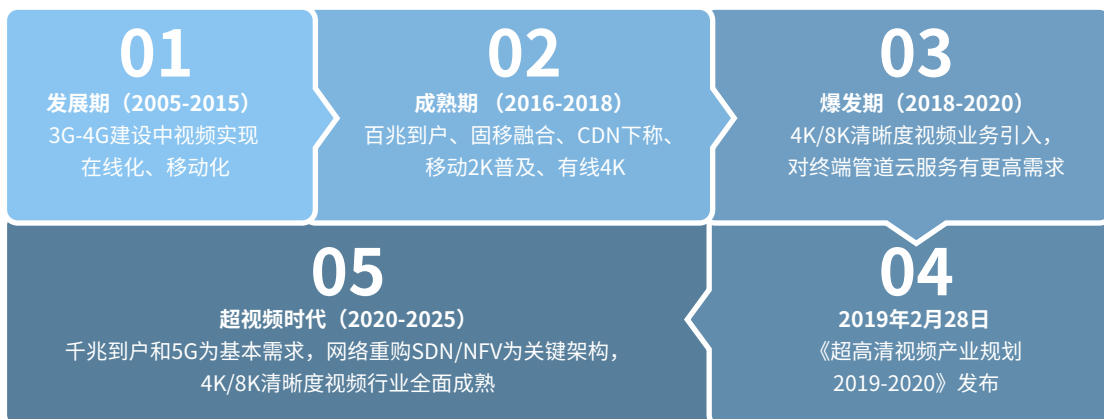 01
发展期（2005-2015）
3G-4G建设中视频实现
在线化、移动化
02
成熟期 （2016-2018）
百兆到户、固移融合、CDN下称、
移动2K普及、有线4K
03
爆发期（2018-2020）
4K/8K清晰度视频业务引入，
对终端管道云服务有更高需求
04
2019年2月28日
《超高清视频产业规划
2019-2020》发布
05
超视频时代（2020-2025）
千兆到户和5G为基本需求，网络重购SDN/NFV为关键架构，
4K/8K清晰度视频行业全面成熟